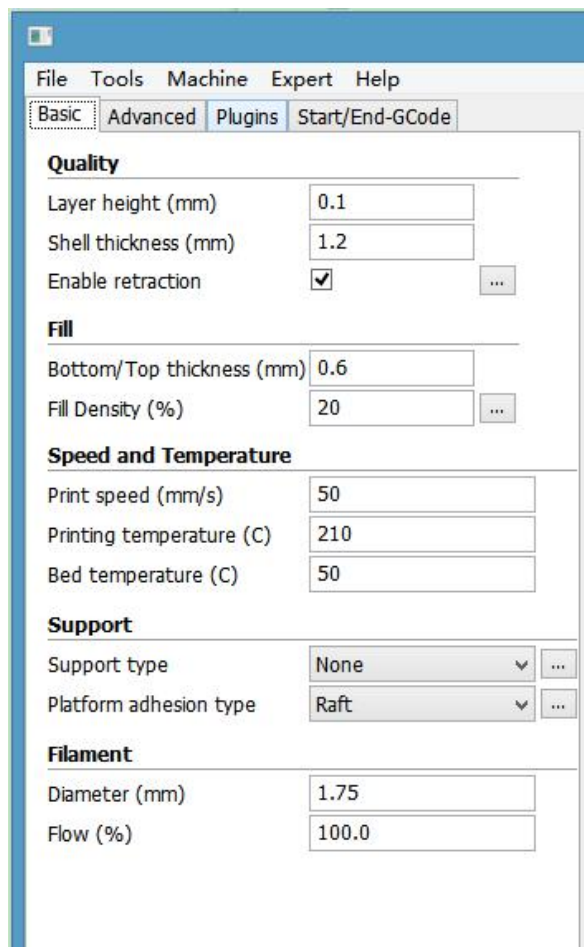 File Tools Machine Expert Help
Basic Advanced Plugins Start/End-GCode
Quality
Layer height (mm) 0.1
Shell thickness (mm) 1.2
Enable retraction ...
Fill
Bottom/Top thickness (mm) 0.6
Fill Density (%) 20 ...
Speed and Temperature
Print speed (mm/s) 50
Printing temperature (C) 210
Bed temperature (C) 50
Support
Support type None ...
Platform adhesion type Raft ...
Filament
Diameter (mm) 1.75
Flow (%) 100.0